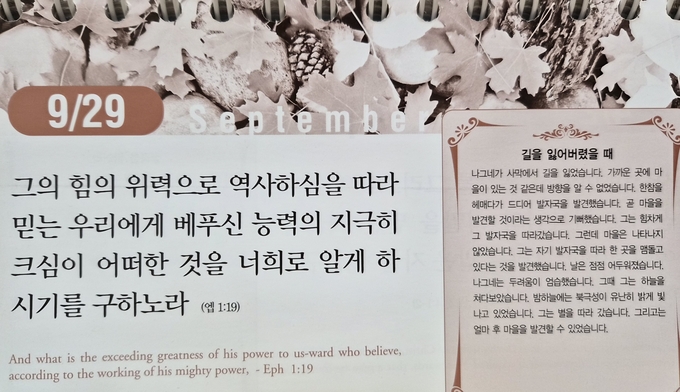 9/29
September
그의 힘의 위력으로 역사하심을 따라
믿는 우리에게 베푸신 능력의 지극히
크심이 어떠한 것을 너희로 알게 하
시기를 구하노라 (엡 1:19)
And what is the exceeding greatness of his power to us-ward who believe,
according to the working of his mighty power, - Eph 1:19
길을 잃어버렸을 때
나그네가 사막에서 길을 잃었습니다. 가까운 곳에 마
을이 있는 것 같은데 방향을 알 수 없었습니다. 한참을
헤매다가 드디어 발자국을 발견했습니다. 곧 마을을
발견할 것이라는 생각으로 기뻐했습니다. 그는 힘차게
그 발자국을 따라갔습니다. 그런데 마을은 나타나지
않았습니다. 그는 자기 발자국을 따라 한 곳을 맴돌고
있다는 것을 발견했습니다. 날은 점점 어두워졌습니다.
나그네는 두려움이 엄습했습니다. 그때 그는 하늘을
쳐다보았습니다. 밤하늘에는 북극성이 유난히 밝게 빛
나고 있었습니다. 그는 별을 따라 갔습니다. 그리고는
얼마 후 마을을 발견할 수 있었습니다.